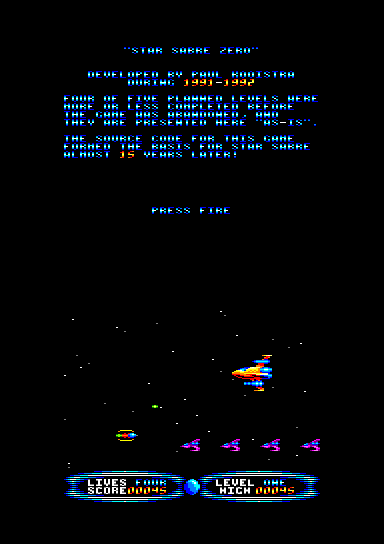 "STAR SABRE ZERO"
DEVELOPED BY PAUL KOOISTRA
DURING 1991-1992
FOUR OF FIVE PLANNED LEVELS WERE
MORE OR LESS COMPLETED BEFORE
THE GAME WAS ABANDONED, AND
THEY ARE PRESENTED HERE "AS-IS".
THE SOURCE CODE FOR THIS GAME
FORMED THE BASIS FOR STAR SABRE
ALMOST 15 YEARS LATER!
PRESS FIRE
LIVES FOUR
SCORE 00045
LEVEL ONE
HIGH 00045